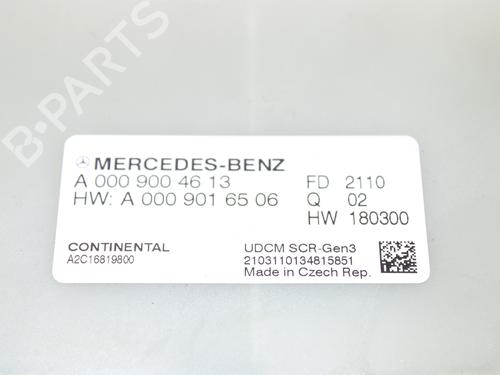 B-PARTS
MERCEDES-BENZ
A 000 900 46 13
HW: A 000 901 65 06
FD 2110
Q 02
HW 180300
CONTINENTAL
A2C16819800
UDCM SCR-Gen3
2103110134815851
Made in Czech Rep.